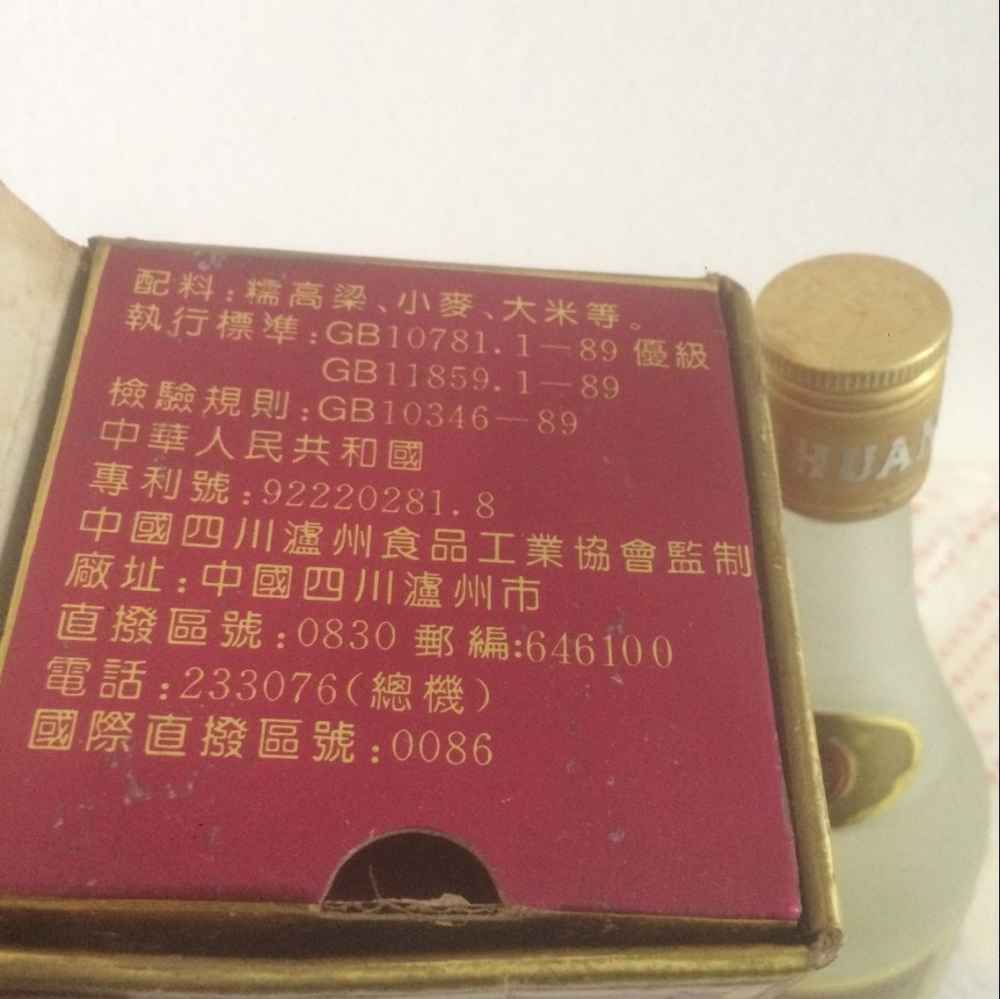 配料:糯高梁、小麥、大米等。
執行標準:GB10781.1—89 優級
GB11859.1—89
檢驗規則:GB10346—89
中華人民共和國
專利號:92220281.8
中國四川瀘州食品工業協會監制
廠址:中國四川瀘州市
直撥區號:0830 郵編:646100
電話:233076(總機)
國際直撥區號:0086
HUAN